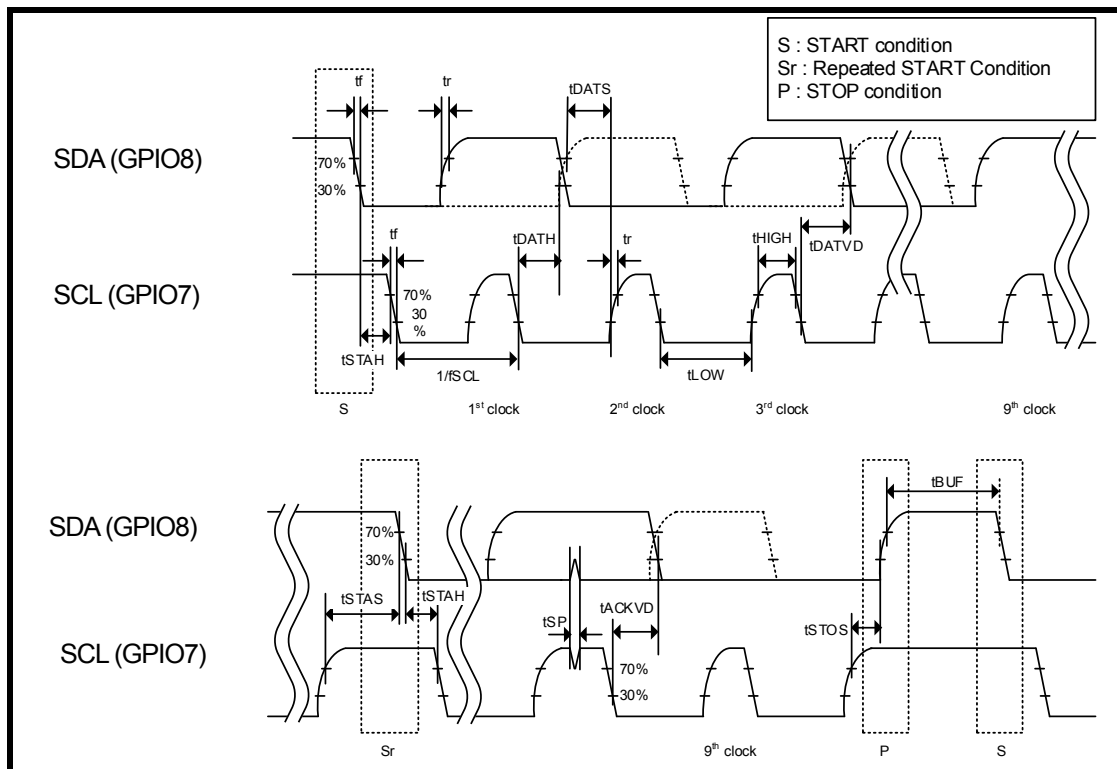 S : START condition
Sr : Repeated START Condition
P : STOP condition
tf
tr
tDATS
SDA (GPIO8)
70%
30%
tf
tDATH
tr
tHIGH
tDATVD
SCL (GPIO7)
70%
30
%
tSTAH
1/fSCL
tLOW
S
1st clock
2nd clock
3rd clock
9th clock
tBUF
SDA (GPIO8)
70%
30%
tSTAS
tSTAH
tSP
tACKVD
tSTOS
SCL (GPIO7)
70%
30%
Sr
9th clock
P
S